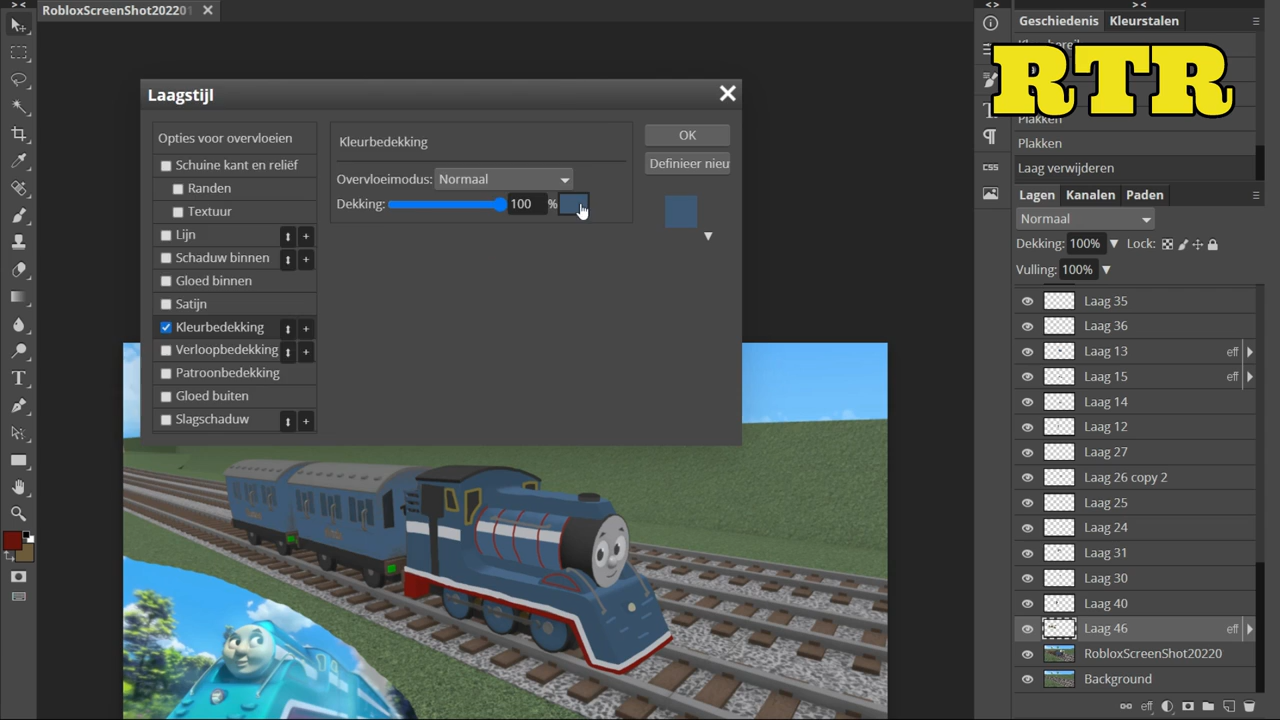 RobloxScreenShot20220
Geschiedenis
Kleurstalen
RTR
Plakken
Plakken
Laag verwijderen
Laagstijl
Opties voor overvloeien
Schuine kant en reliëf
Randen
Textuur
Lijn
Schaduw binnen
Gloed binnen
Satijn
Kleurbedekking
Verloopbedekking
Patroonbedekking
Gloed buiten
Slagschaduw
Kleurbedekking
Overvloeimodus: Normaal
Dekking: 100 %
OK
Definieer nieu
CSS
Lagen
Kanalen
Paden
Normaal
Dekking: 100% Lock:
Vulling: 100%
Laag 35
Laag 36
Laag 13 eff
Laag 15 eff
Laag 14
Laag 12
Laag 27
Laag 26 copy 2
Laag 25
Laag 24
Laag 31
Laag 30
Laag 40
Laag 46 eff
RobloxScreenShot20220
Background
eff
1